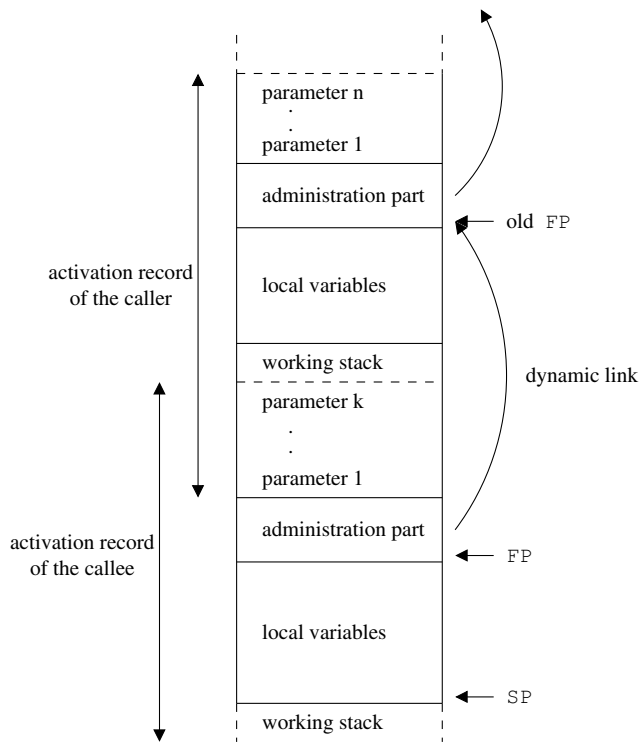 parameter n
.
.
parameter 1
administration part
old FP
activation record
of the caller
local variables
working stack
dynamic link
parameter k
.
.
parameter 1
administration part
activation record
of the callee
FP
local variables
SP
working stack